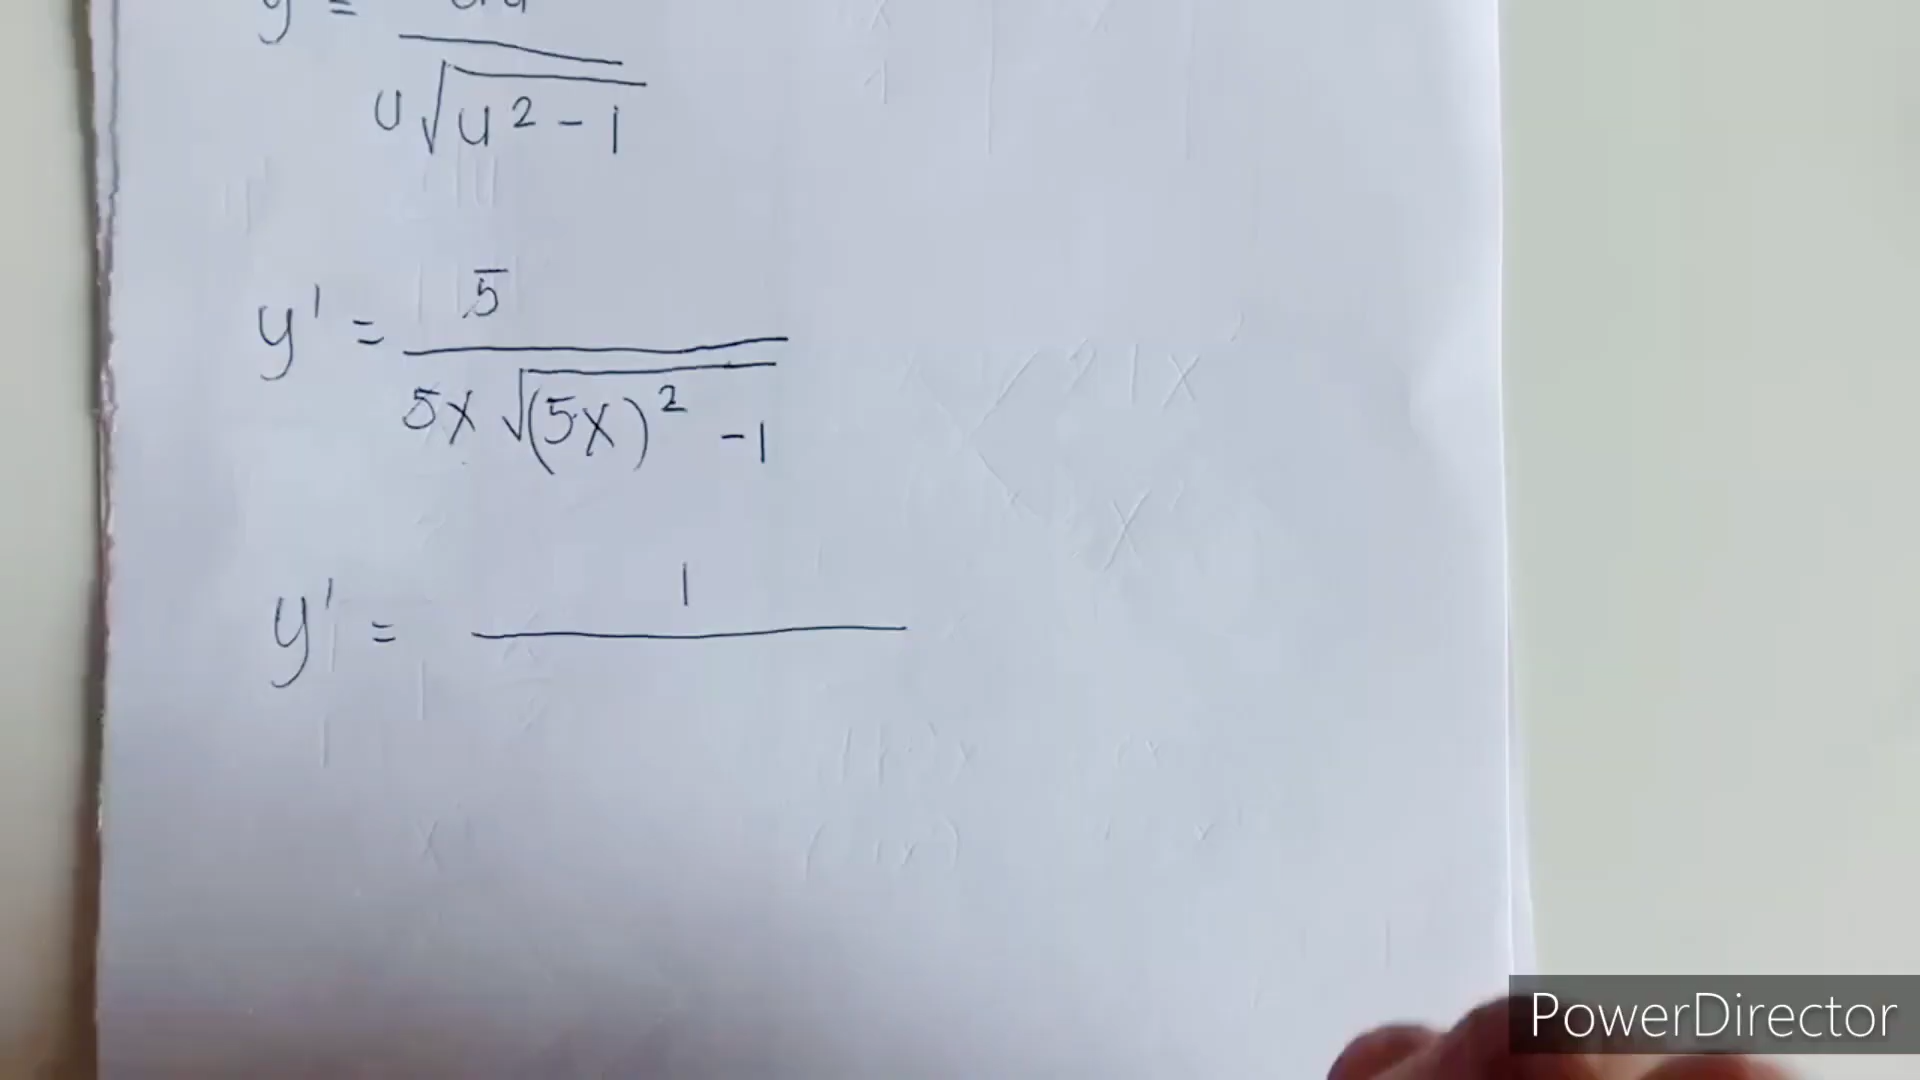 y =
u√u² - 1
y' = 5
5x √(5x)² - 1
y' = 1
PowerDirector